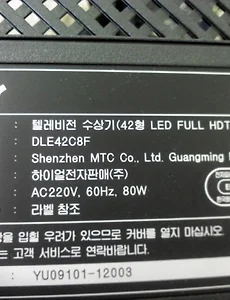 : 텔레비전 수상기(42형 LED FULL HDT
: DLE42C8F
: Shenzhen MTC Co., Ltd. Guangming
: 하이얼전자판매(주)
: AC220V, 60Hz, 80W
: 라벨 참조
을 입힐 우려가 있으므로 커버를 열지 마십시오
는 고객 서비스로 연락바랍니다.
: YU09101-12003